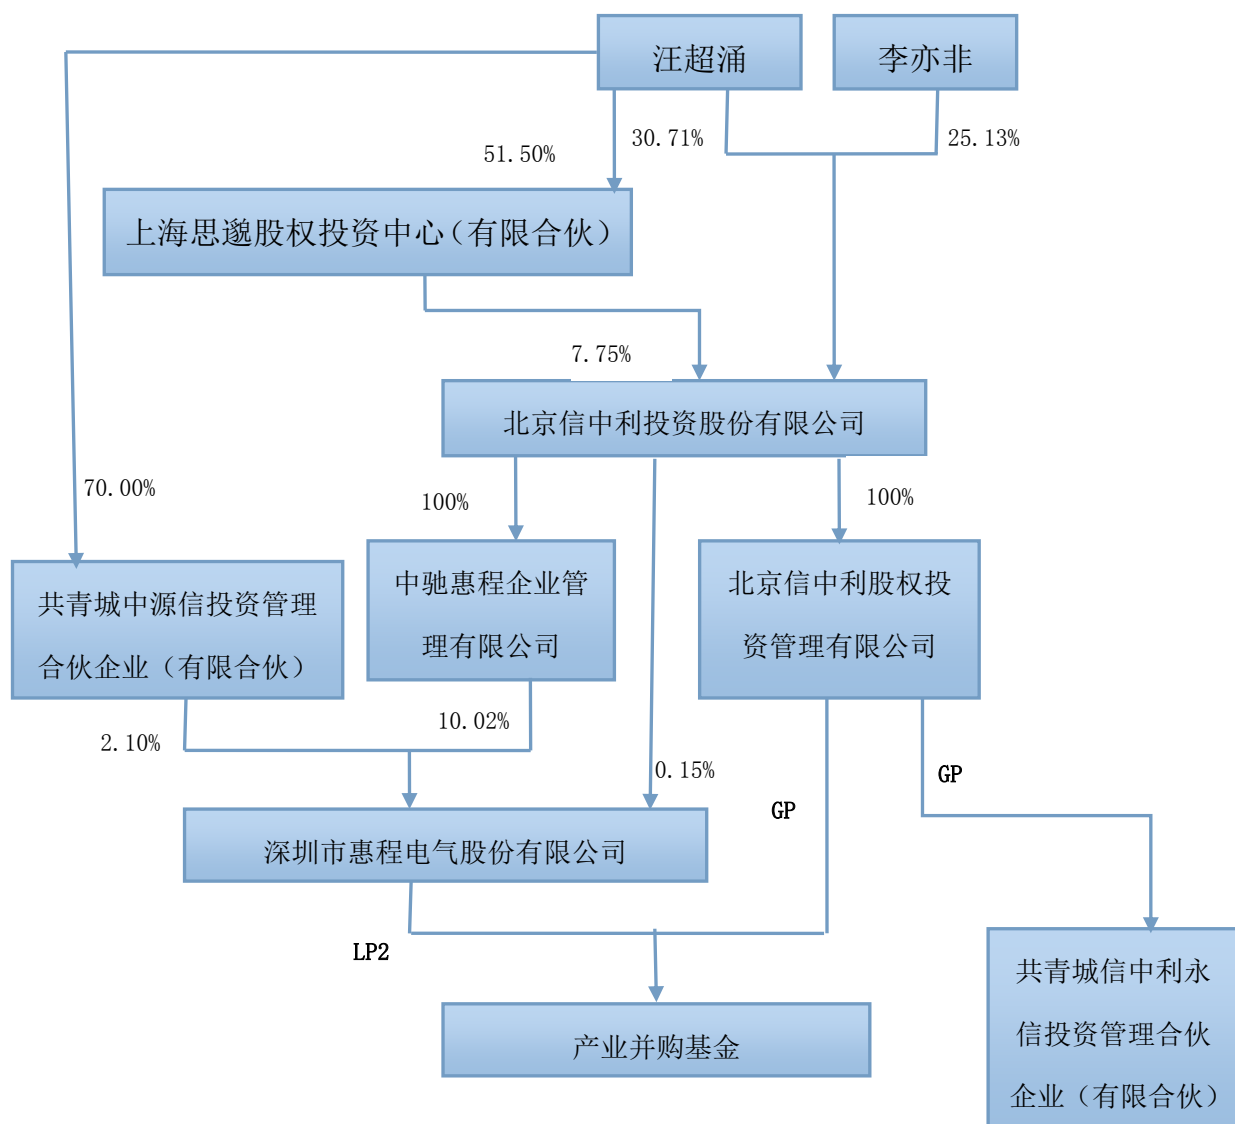 汪超涌
李亦非
30.71%
25.13%
51.50%
上海思邈股权投资中心（有限合伙）
7.75%
北京信中利投资股份有限公司
70.00%
100%
100%
共青城中源信投资管理
合伙企业（有限合伙）
中驰惠程企业管
理有限公司
北京信中利股权投
资管理有限公司
2.10%
10.02%
0.15%
GP
GP
深圳市惠程电气股份有限公司
LP2
产业并购基金
共青城信中利永
信投资管理合伙
企业（有限合伙）